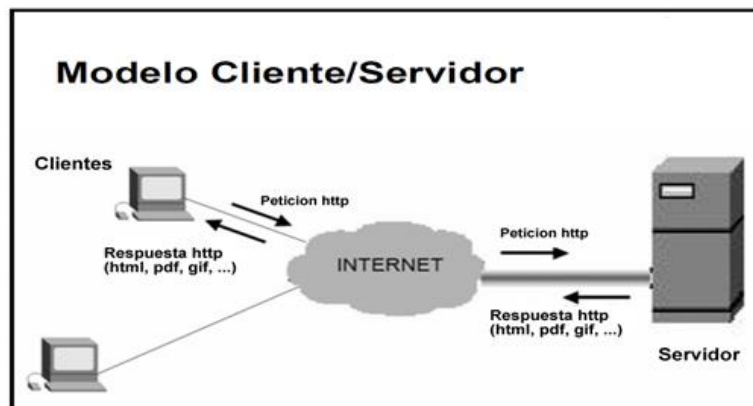 Modelo Cliente/Servidor
Clientes
Peticion http
Respuesta http
(html, pdf, gif, ...)
INTERNET
Peticion http
Respuesta http
(html, pdf, gif, ...)
Servidor